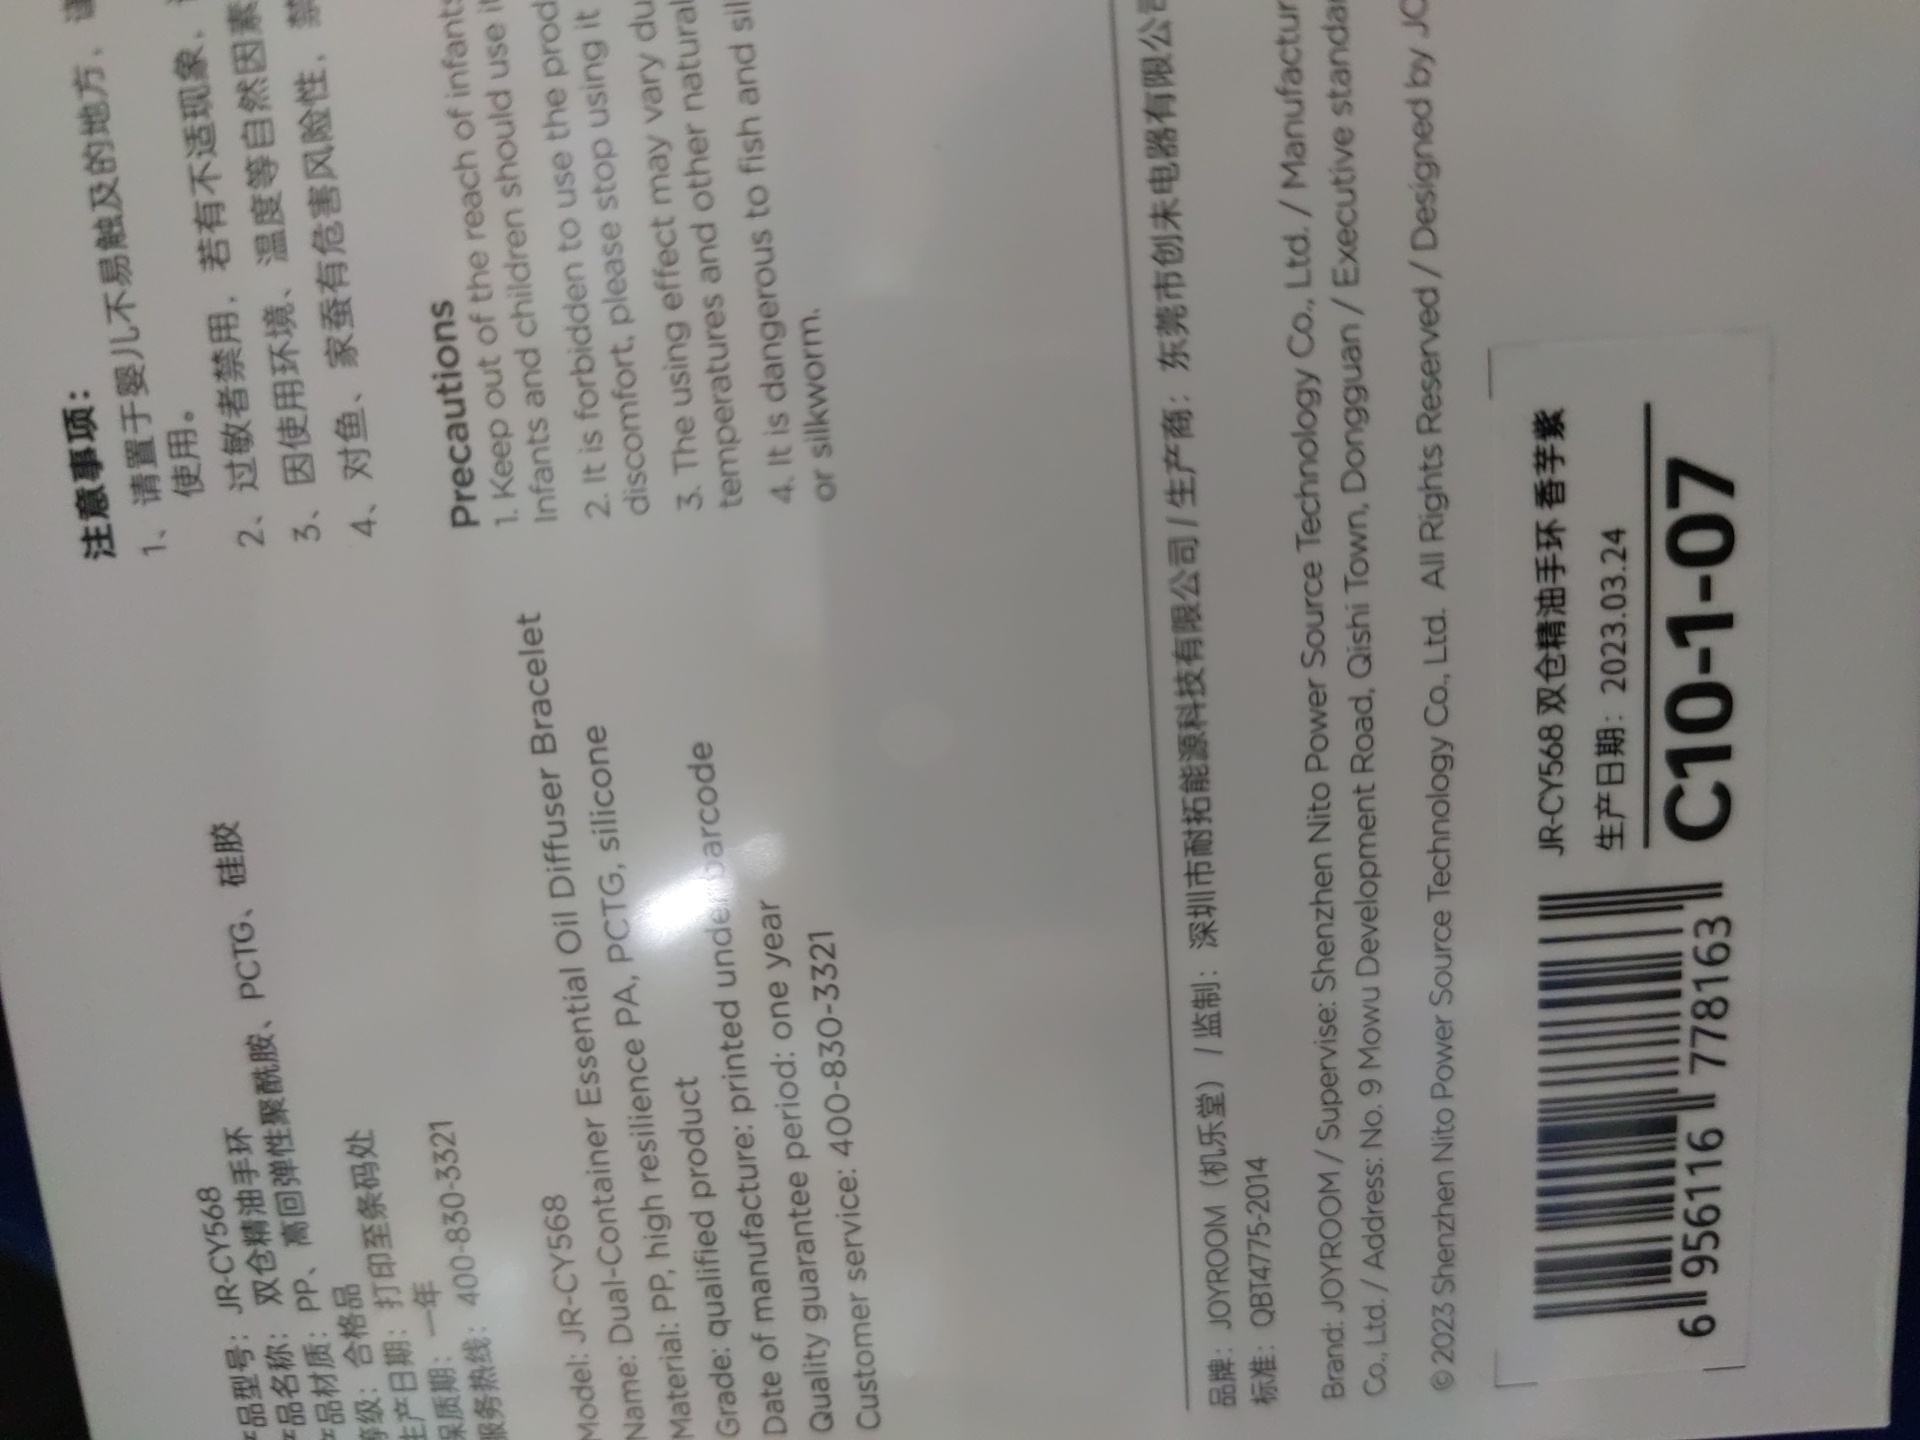 品型号：JR-CY568
品名称：双仓精油手环
品材质：PP、高回弹性聚酰胺、PCTG、硅胶
等级：合格品
生产日期：打印至条码处
保质期：一年
服务热线：400-830-3321
Model: JR-CY568
Name: Dual-Container Essential Oil Diffuser Bracelet
Material: PP, high resilience PA, PCTG, silicone
Grade: qualified product
Date of manufacture: printed under barcode
Quality guarantee period: one year
Customer service: 400-830-3321
注意事项：
1、请置于婴儿不易触及的地方，
使用。
2、过敏者禁用，若有不适现象，
3、因使用环境、温度等自然因素
4、对鱼、家蚕有危害风险性，禁
Precautions
1. Keep out of the reach of infants
Infants and children should use i
2. It is forbidden to use the prod
discomfort, please stop using it
3. The using effect may vary du
temperatures and other natural
4. It is dangerous to fish and sil
or silkworm.
品牌：JOYROOM（机乐堂）/ 监制：深圳市耐拓能源科技有限公司 / 生产商：东莞市创未电器有限公司
标准：QBT4775-2014
Brand: JOYROOM / Supervise: Shenzhen Nito Power Source Technology Co., Ltd. / Manufactur
Co., Ltd. / Address: No. 9 Mowu Development Road, Qishi Town, Dongguan / Executive standar
© 2023 Shenzhen Nito Power Source Technology Co., Ltd. All Rights Reserved / Designed by JO
JR-CY568 双仓精油手环 香芋紫
生产日期：2023.03.24
C10-1-07
6 956116 778163